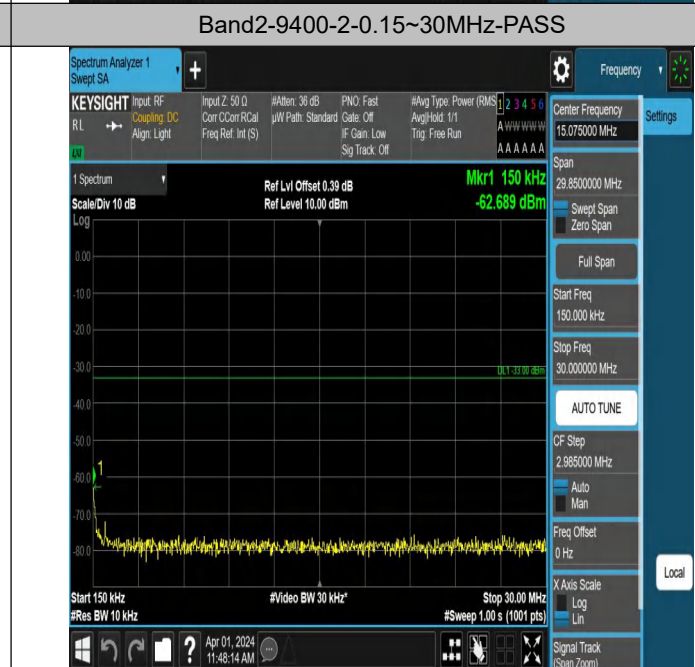 Band2-9400-2-0.15~30MHz-PASS
Spectrum Analyzer 1
Swept SA
+
Frequency
KEYSIGHT
RL
Input: RF
Coupling: DC
Align: Light
Input Z: 50 Ω
Corr CCorr RCal
Freq Ref: Int (S)
#Atten: 36 dB
µW Path: Standard
PNO: Fast
Gate: Off
IF Gain: Low
Sig Track: Off
#Avg Type: Power (RMS
Avg|Hold: 1/1
Trig: Free Run
1 2 3 4 5 6
A W W W W W
A A A A A A
Center Frequency
15.075000 MHz
Settings
Span
29.8500000 MHz
Swept Span
Zero Span
Full Span
Start Freq
150.000 kHz
Stop Freq
30.000000 MHz
AUTO TUNE
CF Step
2.985000 MHz
Auto
Man
Freq Offset
0 Hz
X Axis Scale
Log
Lin
Signal Track
(Span Zoom)
Local
1 Spectrum
Scale/Div 10 dB
Log
Ref Lvl Offset 0.39 dB
Ref Level 10.00 dBm
Mkr1 150 kHz
-62.689 dBm
0.00
-10.0
-20.0
-30.0
DL1 -33.00 dBm
-40.0
-50.0
-60.0
1
-70.0
-80.0
Start 150 kHz
#Res BW 10 kHz
#Video BW 30 kHz*
Stop 30.00 MHz
#Sweep 1.00 s (1001 pts)
?
Apr 01, 2024
11:48:14 AM